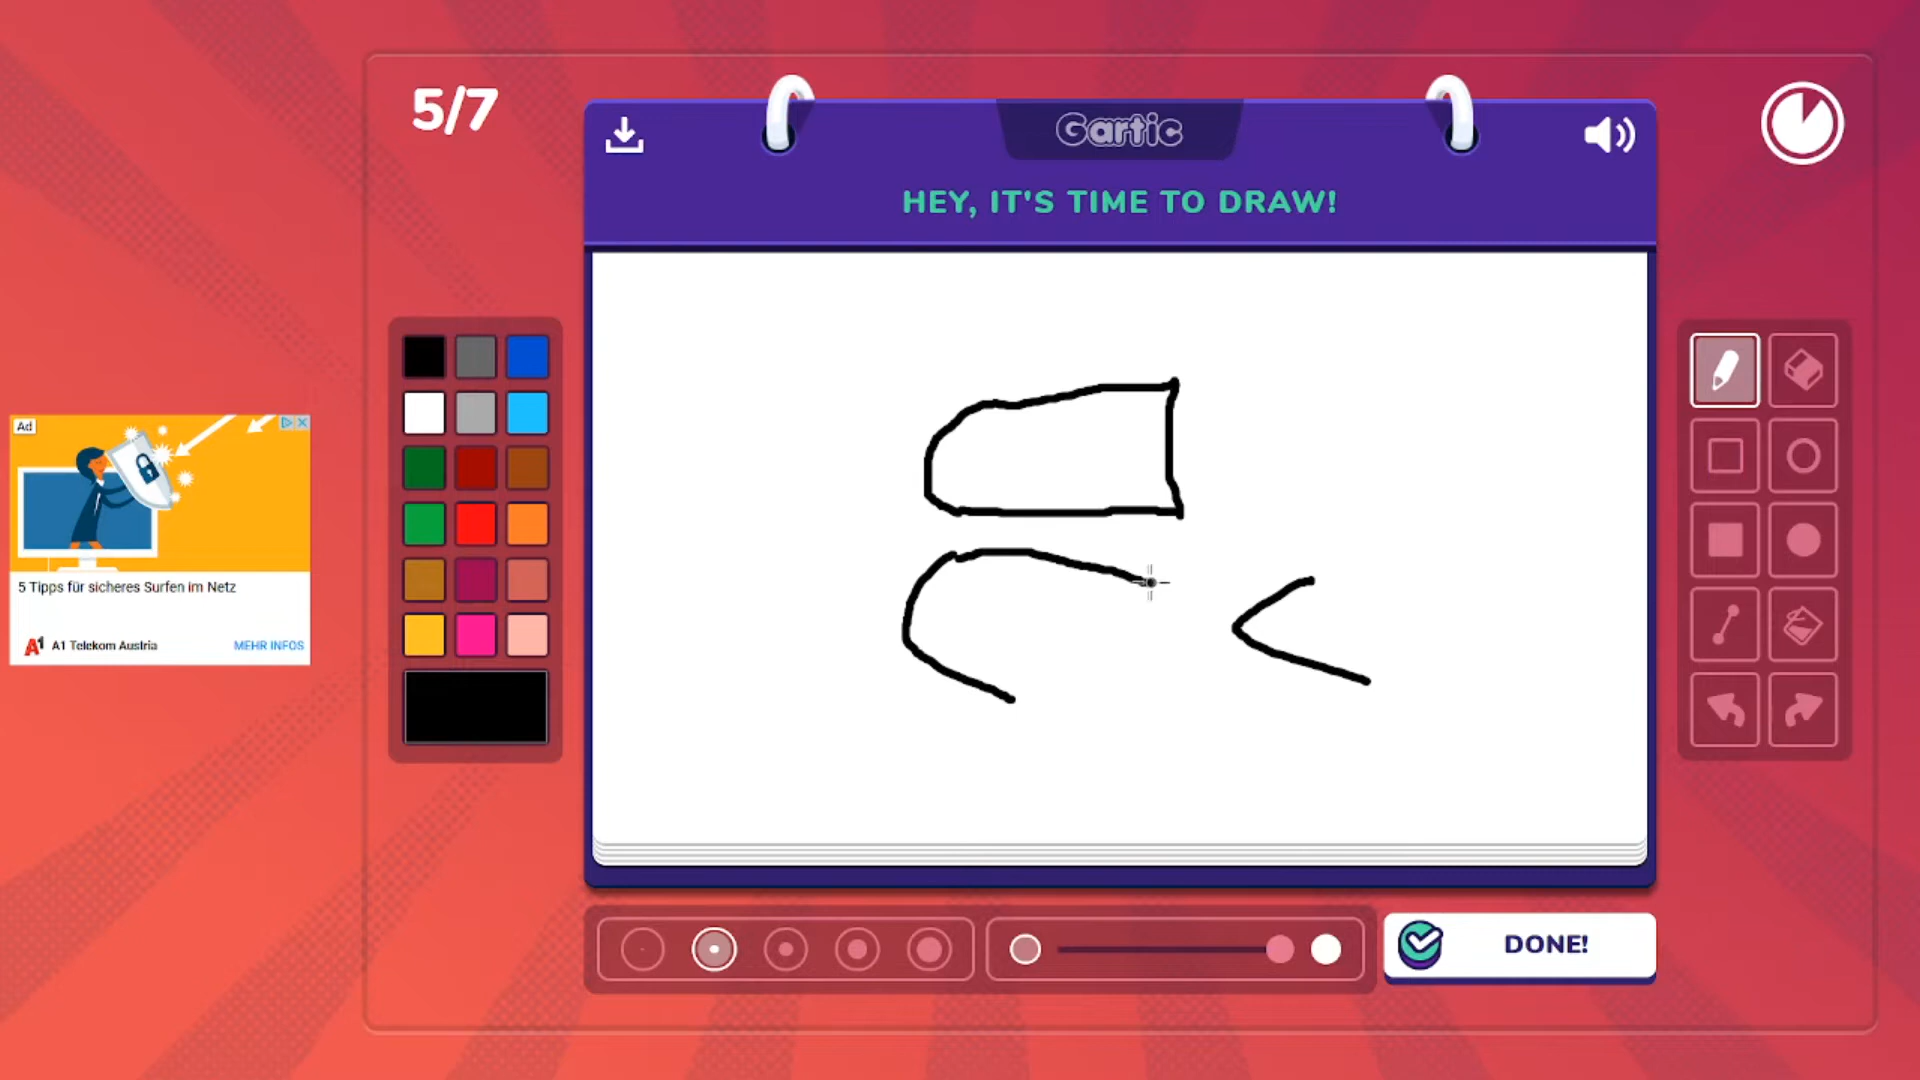 5/7
Gartic
HEY, IT'S TIME TO DRAW!
Ad
5 Tipps für sicheres Surfen im Netz
A1 A1 Telekom Austria MEHR INFOS
DONE!